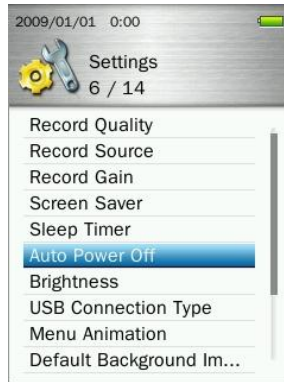 2009/01/01 0:00
Settings
6 / 14
Record Quality
Record Source
Record Gain
Screen Saver
Sleep Timer
Auto Power Off
Brightness
USB Connection Type
Menu Animation
Default Background Im...